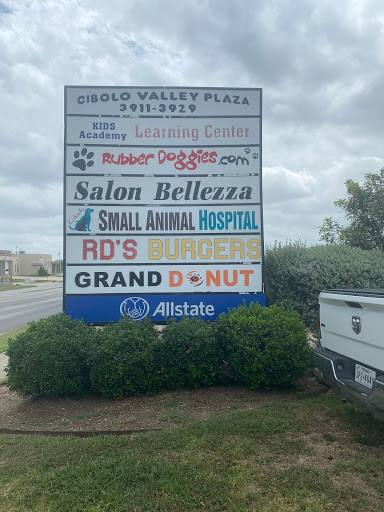 CIBOLO VALLEY PLAZA
3911-3929
KIDS Academy Learning Center
Rubber Doggies.com
Salon Bellezza
SMALL ANIMAL HOSPITAL
RD'S BURGERS
GRAND DONUT
Allstate